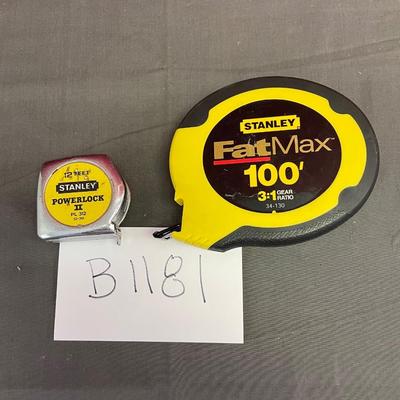 12 FEET
STANLEY
POWERLOCK
II
PL 312
STANLEY
FatMax
100'
3:1 GEAR
RATIO
34-130
B1181